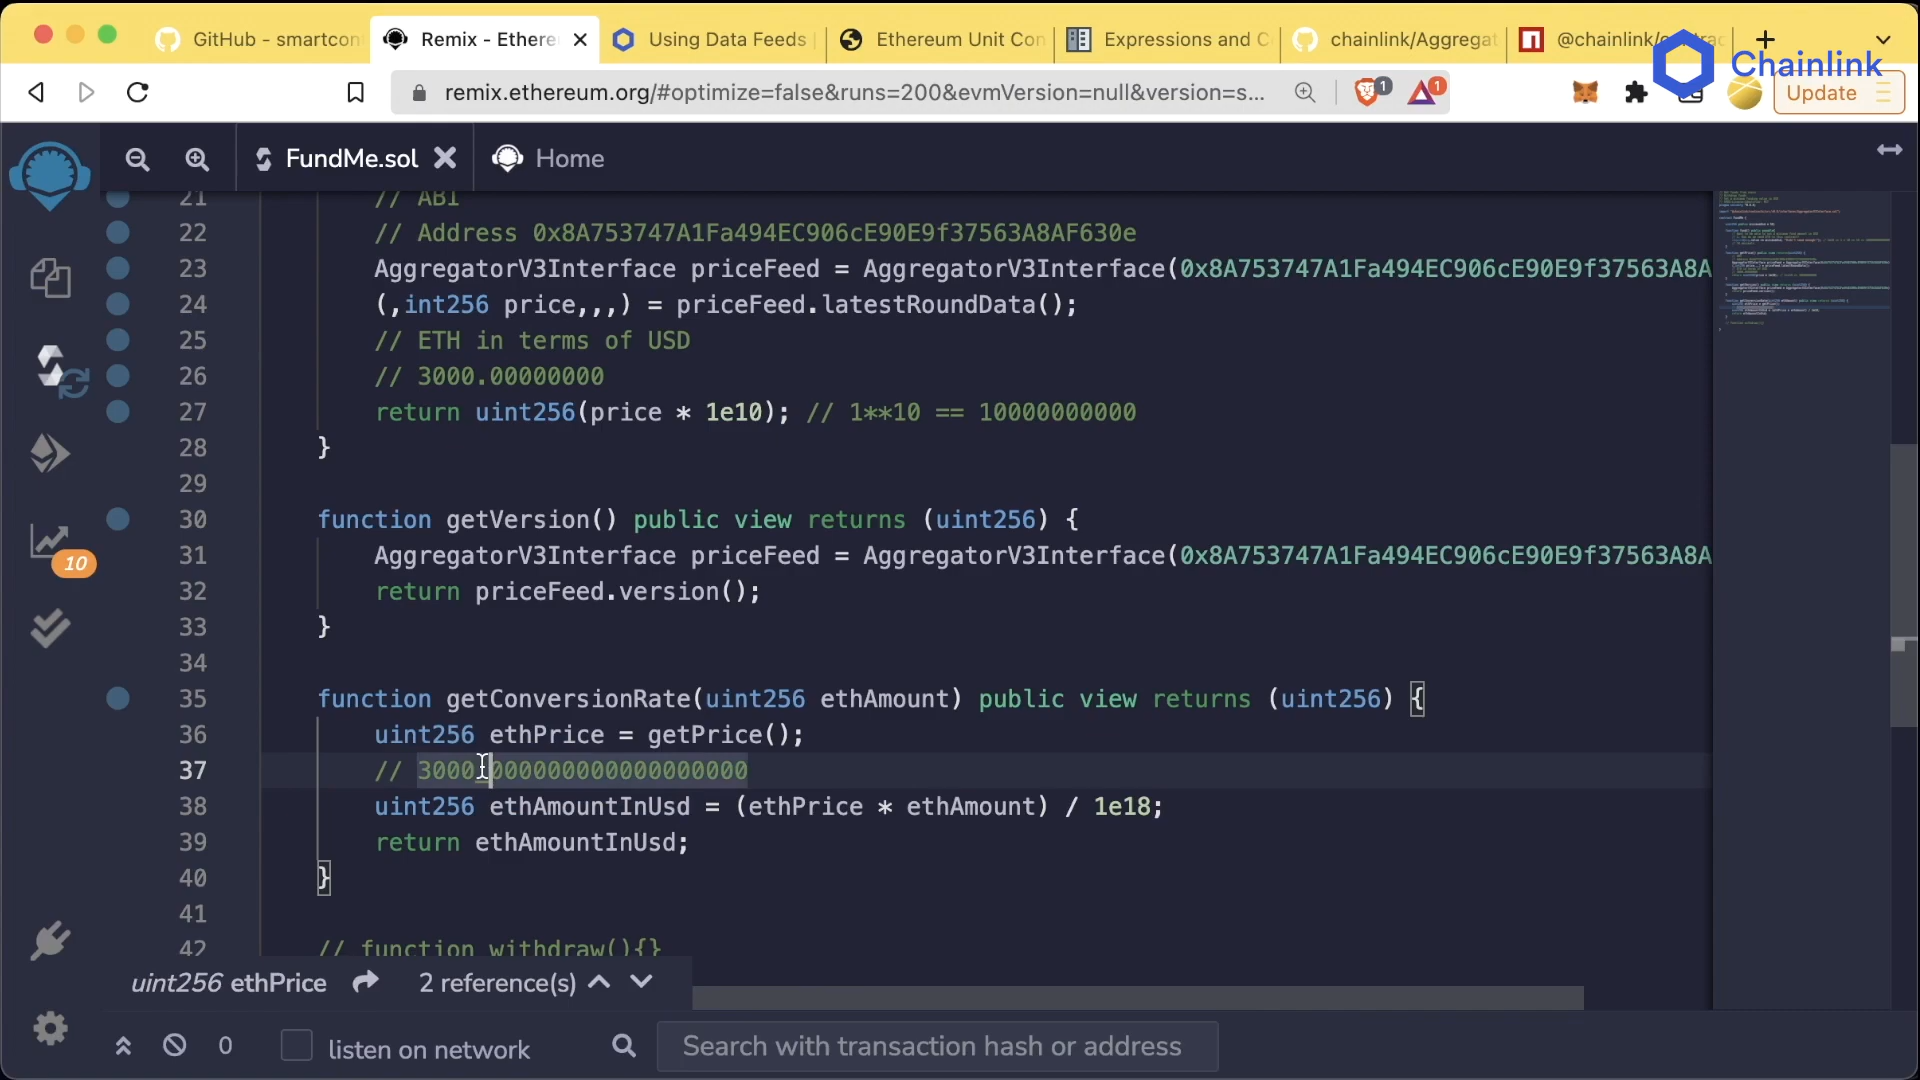 GitHub - smartcon
Remix - Ethere
Using Data Feeds
Ethereum Unit Con
Expressions and C
chainlink/Aggregat
Chainlink
remix.ethereum.org/#optimize=false&runs=200&evmVersion=null&version=s...
1
1
Update
FundMe.sol
Home
21 // ABI
22 // Address 0x8A753747A1Fa494EC906cE90E9f37563A8AF630e
23 AggregatorV3Interface priceFeed = AggregatorV3Interface(0x8A753747A1Fa494EC906cE90E9f37563A8A
24 (,int256 price,,,) = priceFeed.latestRoundData();
25 // ETH in terms of USD
26 // 3000.00000000
27 return uint256(price * 1e10); // 1**10 == 10000000000
28 }
29
30 function getVersion() public view returns (uint256) {
31 AggregatorV3Interface priceFeed = AggregatorV3Interface(0x8A753747A1Fa494EC906cE90E9f37563A8A
32 return priceFeed.version();
33 }
34
35 function getConversionRate(uint256 ethAmount) public view returns (uint256) {
36 uint256 ethPrice = getPrice();
37 // 3000_000000000000000000
38 uint256 ethAmountInUsd = (ethPrice * ethAmount) / 1e18;
39 return ethAmountInUsd;
40 }
41
42 // function withdraw(){}
10
uint256 ethPrice
2 reference(s)
0
listen on network
Search with transaction hash or address